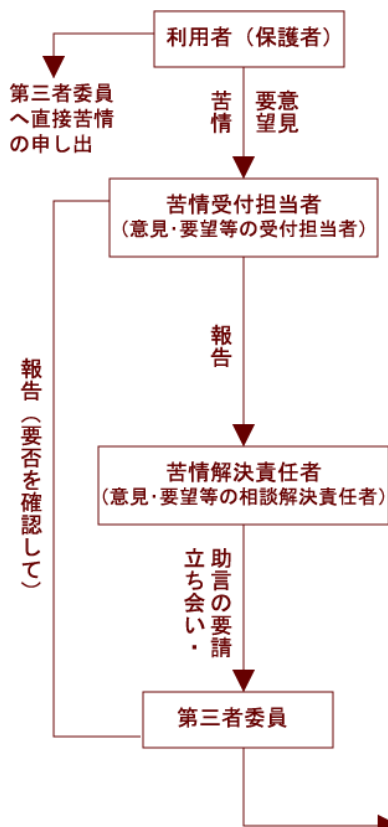 利用者（保護者）
第三者委員
へ直接苦情
の申し出
意見
要望
苦情
苦情受付担当者
（意見・要望等の受付担当者）
報告
報告（要否を確認して）
苦情解決責任者
（意見・要望等の相談解決責任者）
助言の要請
立ち会い・
第三者委員